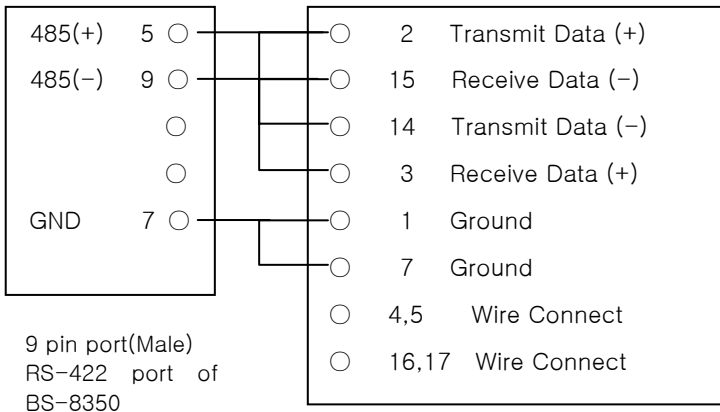 485(+) 5 2 Transmit Data (+)
485(-) 9 15 Receive Data (-)
14 Transmit Data (-)
3 Receive Data (+)
GND 7 1 Ground
7 Ground
4,5 Wire Connect
16,17 Wire Connect
9 pin port(Male)
RS-422 port of
BS-8350